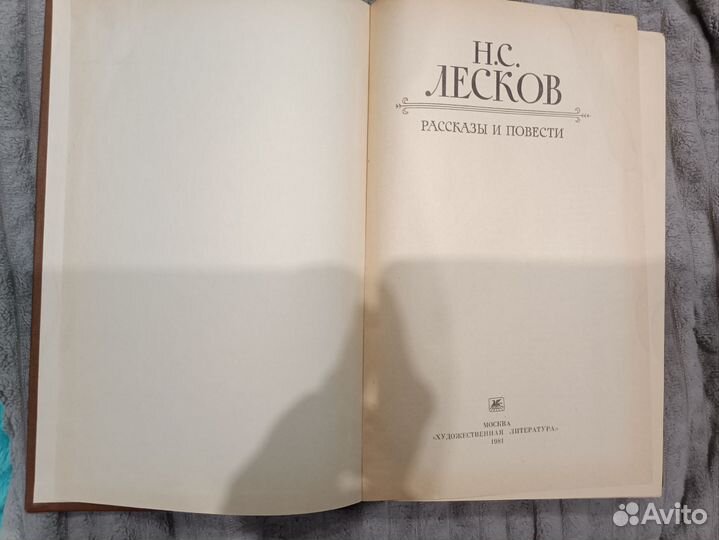 Н.С.
ЛЕСКОВ
РАССКАЗЫ И ПОВЕСТИ
МОСКВА
«ХУДОЖЕСТВЕННАЯ ЛИТЕРАТУРА»
1981
Avito